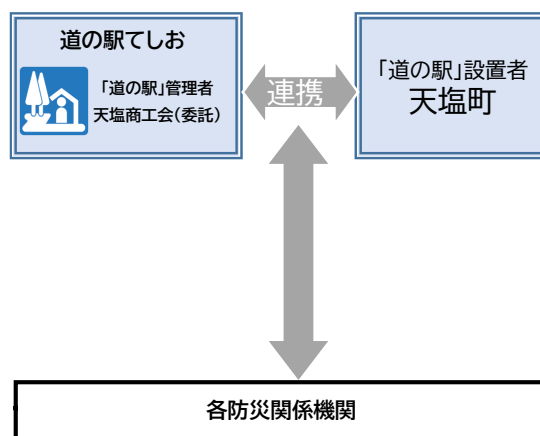 道の駅てしお
「道の駅」管理者
天塩商工会(委託)
連携
「道の駅」設置者
天塩町
各防災関係機関